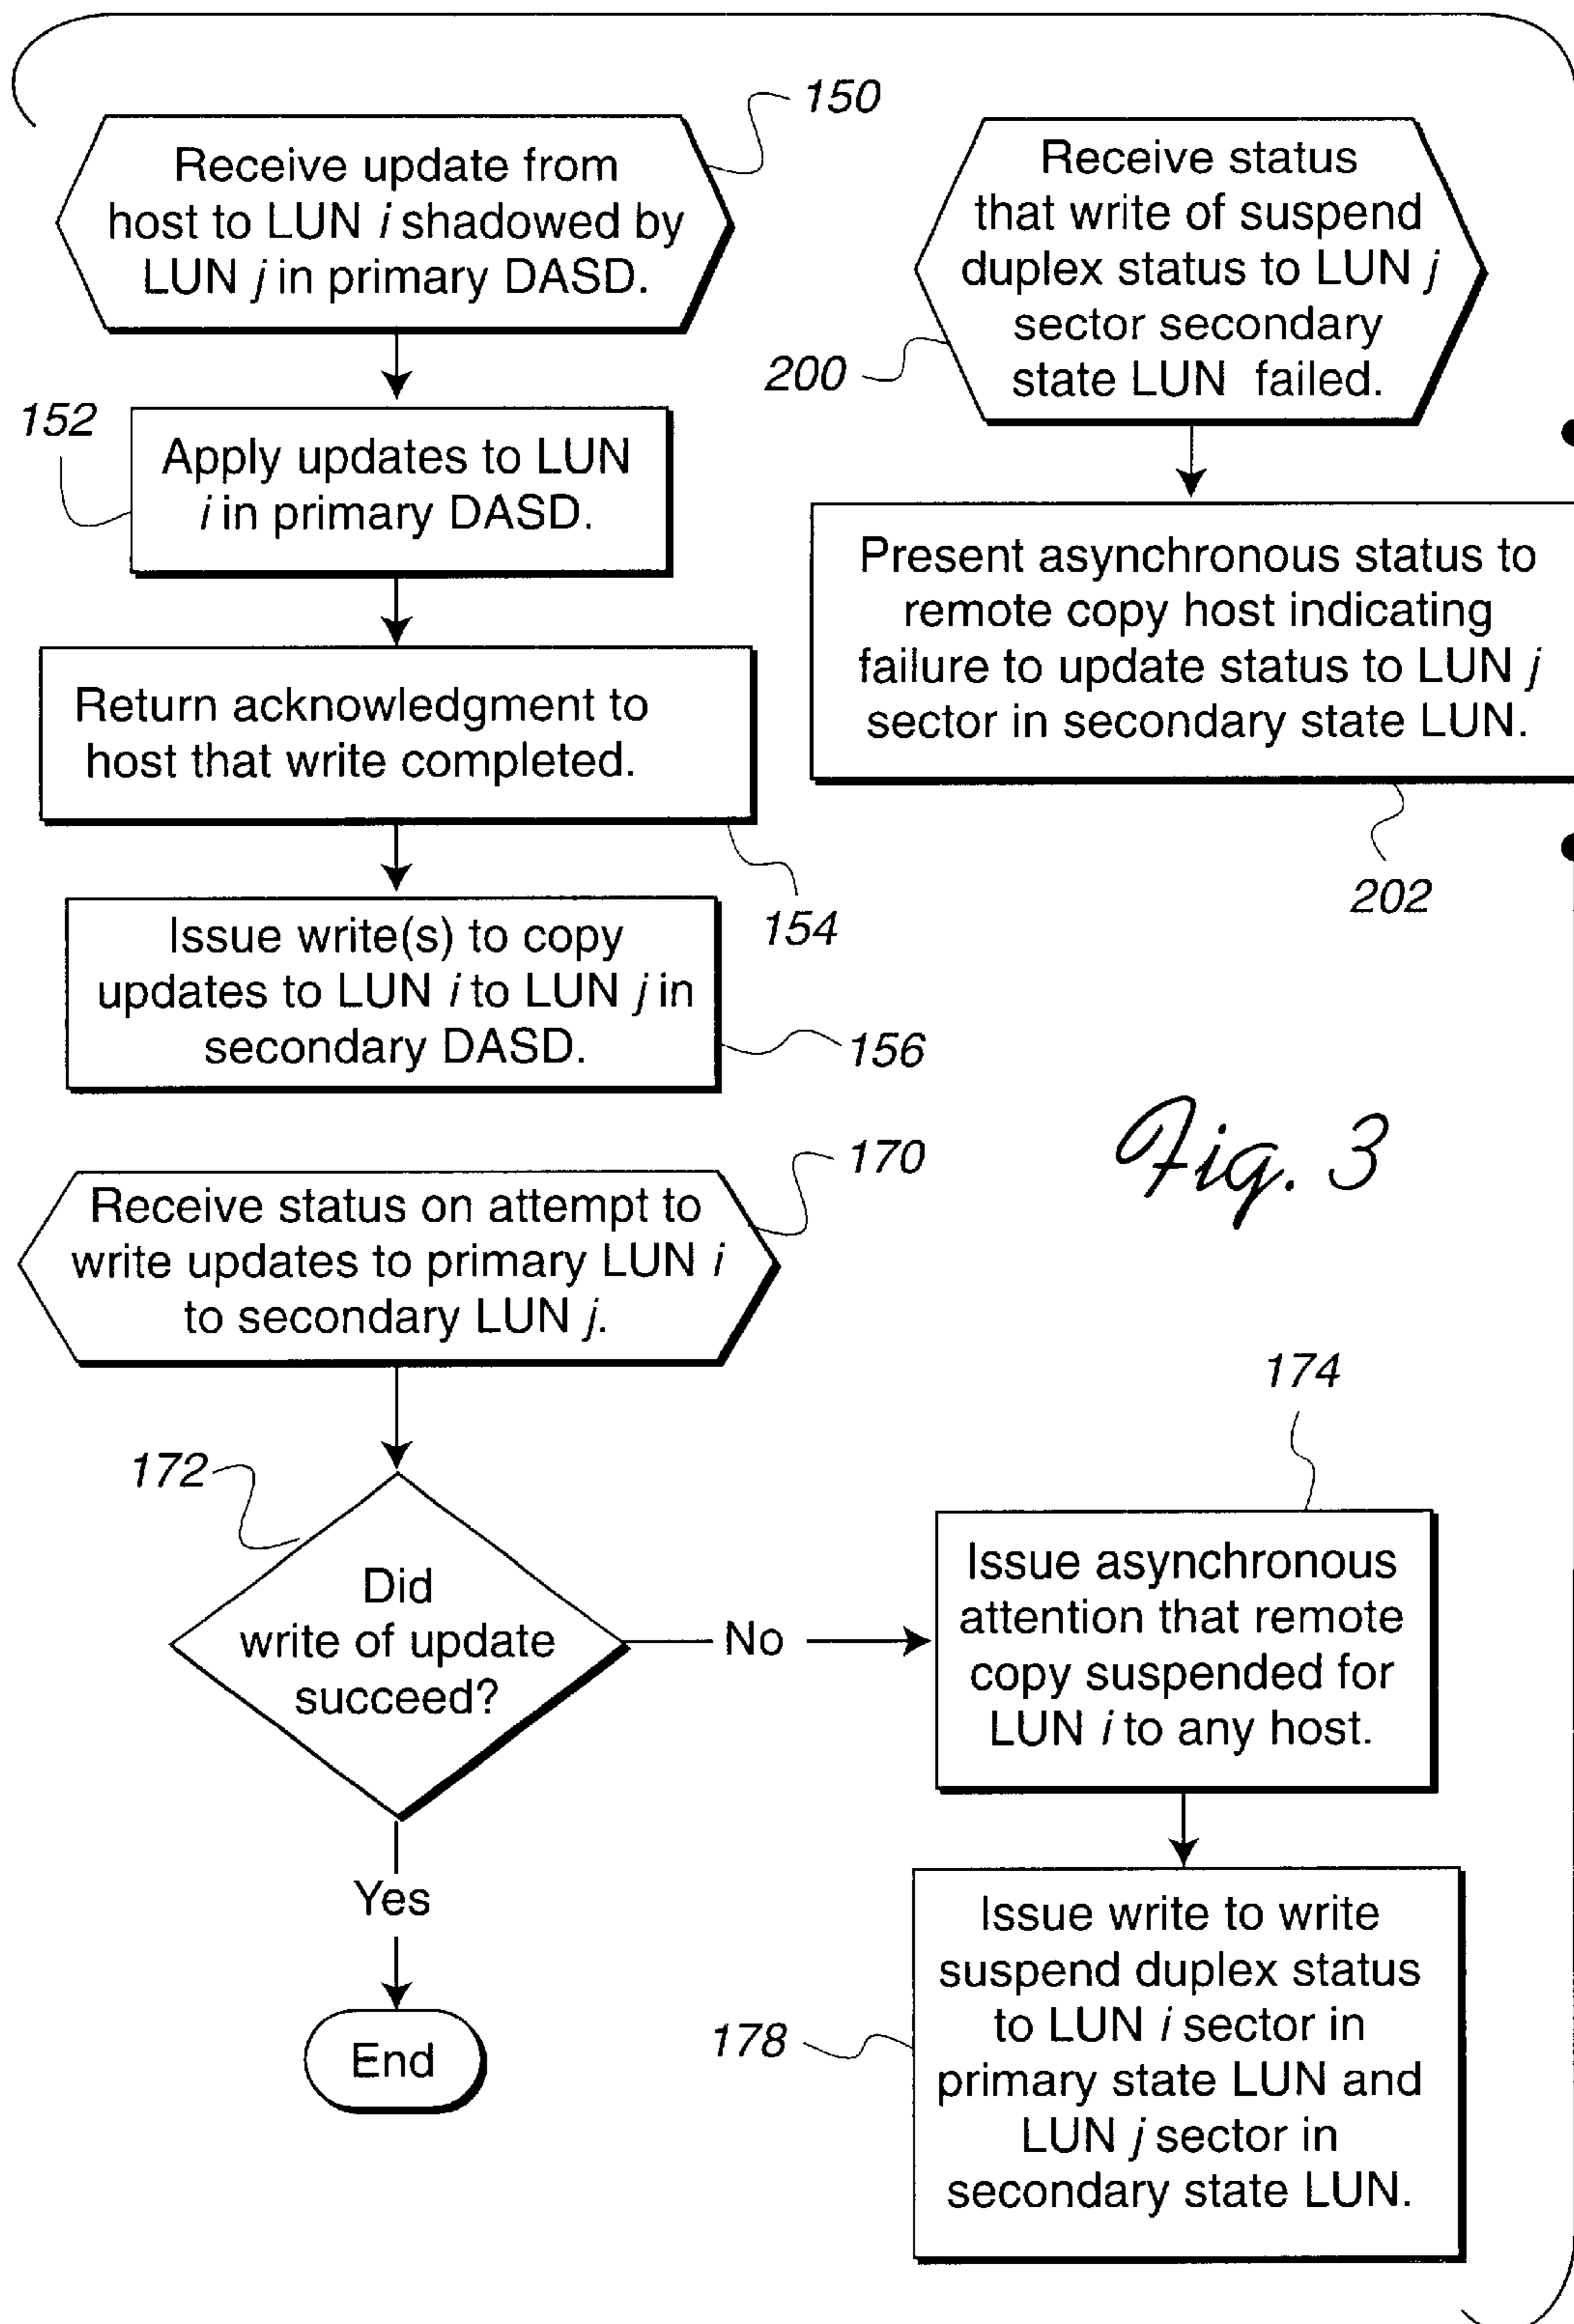 150
Receive update from
host to LUN i shadowed by
LUN j in primary DASD.
152
Apply updates to LUN
i in primary DASD.
Return acknowledgment to
host that write completed.
154
Issue write(s) to copy
updates to LUN i to LUN j in
secondary DASD.
156
Receive status
that write of suspend
duplex status to LUN j
sector secondary
state LUN failed.
200
Present asynchronous status to
remote copy host indicating
failure to update status to LUN j
sector in secondary state LUN.
202
Fig. 3
170
Receive status on attempt to
write updates to primary LUN i
to secondary LUN j.
172
Did
write of update
succeed?
No
Yes
End
174
Issue asynchronous
attention that remote
copy suspended for
LUN i to any host.
178
Issue write to write
suspend duplex status
to LUN i sector in
primary state LUN and
LUN j sector in
secondary state LUN.